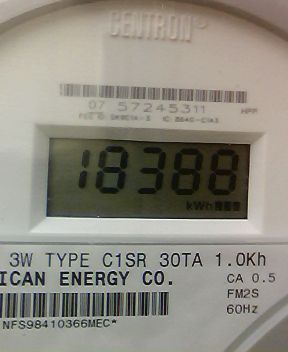 CENTRON
07 57245311
18388
kWh
3W TYPE C1SR 30TA 1.0Kh
ICAN ENERGY CO.
CA 0.5
FM2S
60Hz
NFS98410366MEC*